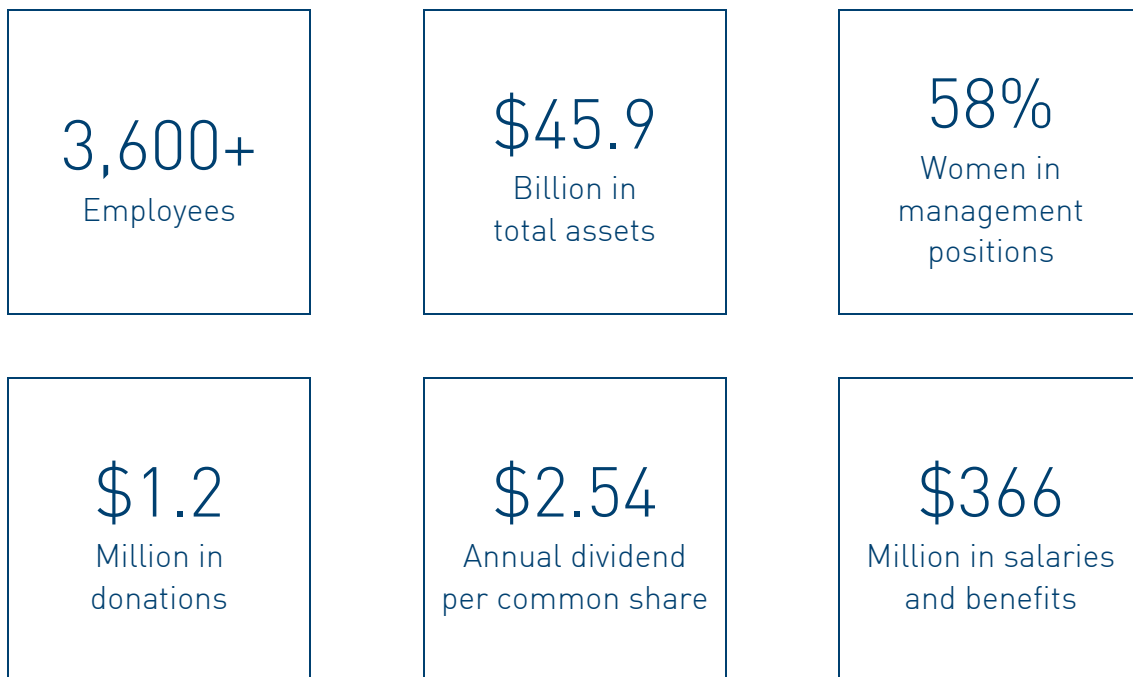 3,600+
Employees
$45.9
Billion in
total assets
58%
Women in
management
positions
$1.2
Million in
donations
$2.54
Annual dividend
per common share
$366
Million in salaries
and benefits